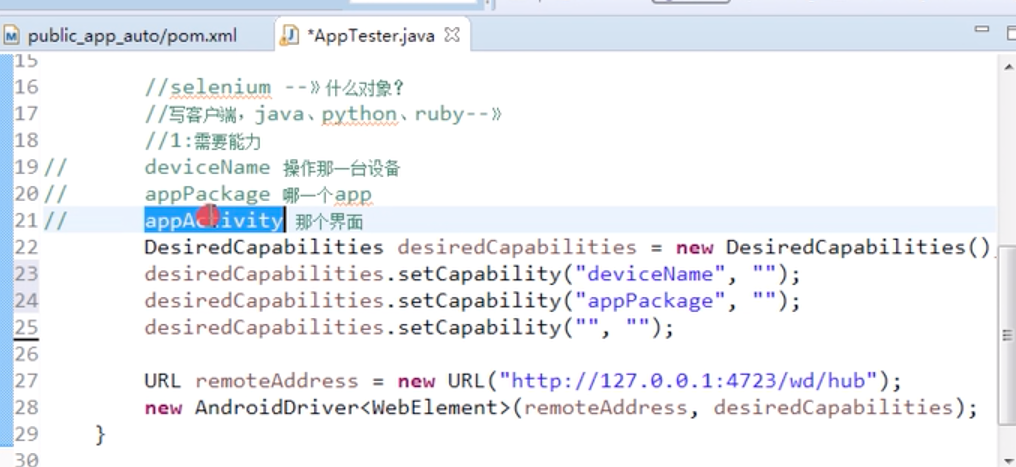 public_app_auto/pom.xml *AppTester.java
15
16 //selenium --》什么对象?
17 //写客户端，java、python、ruby--》
18 //1:需要能力
19 // deviceName 操作那一台设备
20 // appPackage 哪一个app
21 // appActivity 那个界面
22 DesiredCapabilities desiredCapabilities = new DesiredCapabilities()
23 desiredCapabilities.setCapability("deviceName", "");
24 desiredCapabilities.setCapability("appPackage", "");
25 desiredCapabilities.setCapability("", "");
26
27 URL remoteAddress = new URL("http://127.0.0.1:4723/wd/hub");
28 new AndroidDriver<WebElement>(remoteAddress, desiredCapabilities);
29 }
30